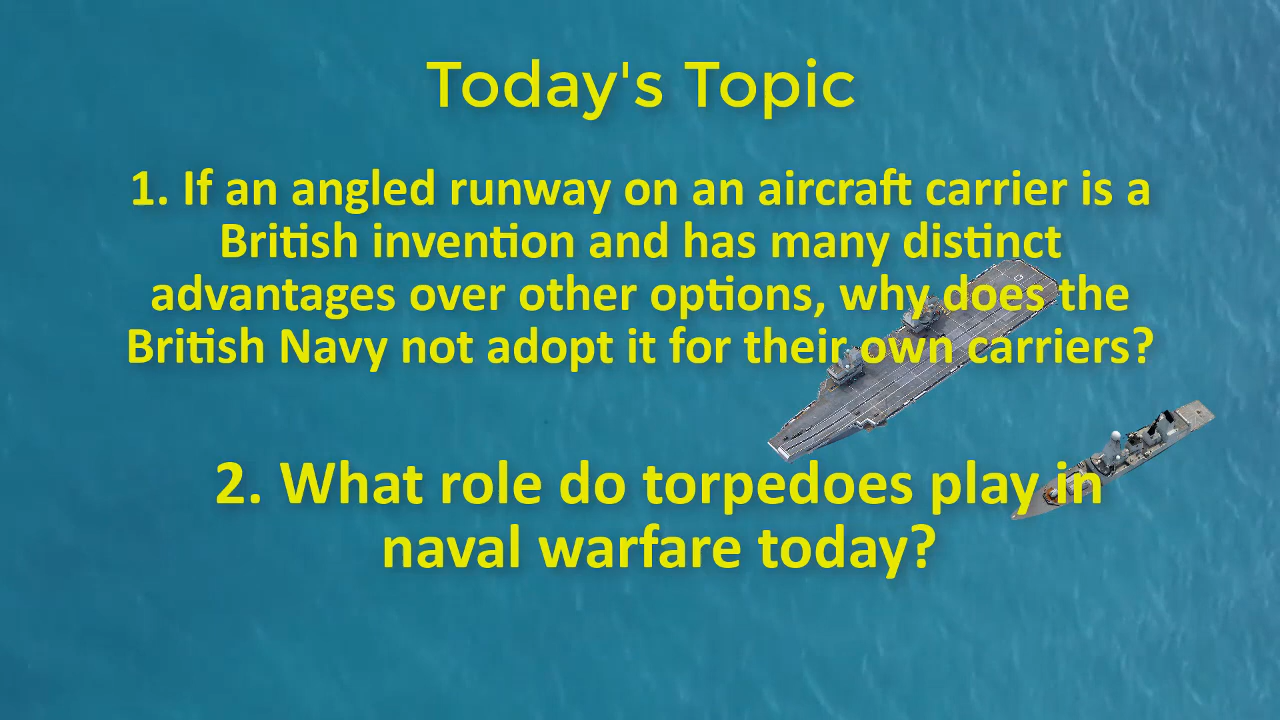 Today's Topic
1. If an angled runway on an aircraft carrier is a
British invention and has many distinct
advantages over other options, why does the
British Navy not adopt it for their own carriers?
2. What role do torpedoes play in
naval warfare today?